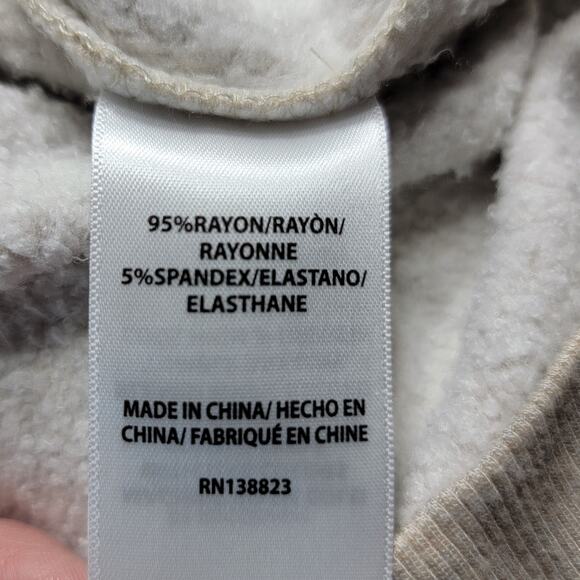 95%RAYON/RAYÒN/
RAYONNE
5%SPANDEX/ELASTANO/
ELASTHANE
MADE IN CHINA/ HECHO EN
CHINA/ FABRIQUÉ EN CHINE
RN138823